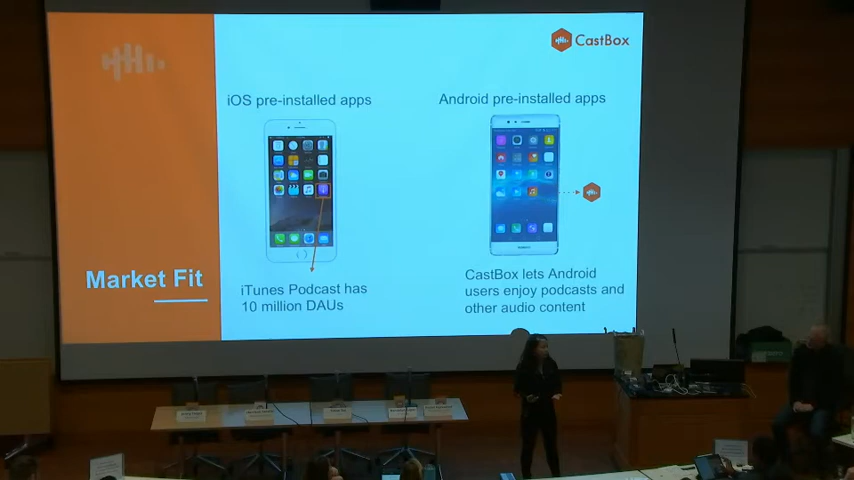 CastBox
iOS pre-installed apps
Android pre-installed apps
Market Fit
iTunes Podcast has
10 million DAUs
CastBox lets Android
users enjoy podcasts and
other audio content